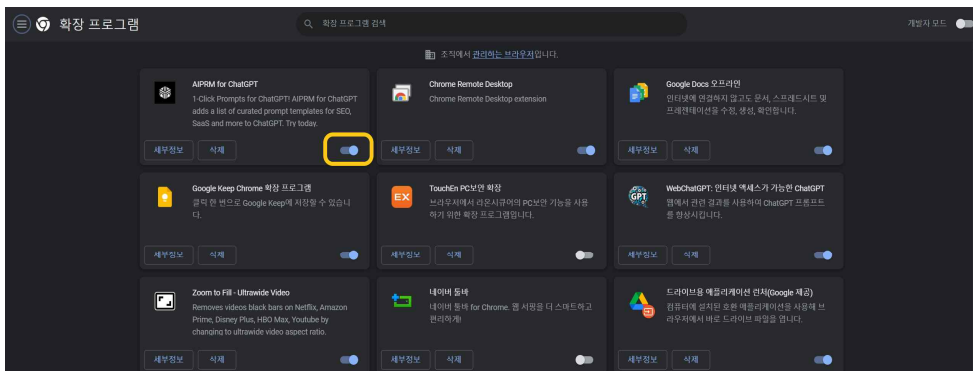 확장 프로그램
확장 프로그램 검색
개발자 모드
조직에서 관리하는 브라우저입니다.
AIPRM for ChatGPT
1-Click Prompts for ChatGPT! AIPRM for ChatGPT
adds a list of curated prompt templates for SEO,
SaaS and more to ChatGPT. Try today.
세부정보
삭제
Chrome Remote Desktop
Chrome Remote Desktop extension
세부정보
삭제
Google Docs 오프라인
인터넷에 연결하지 않고도 문서, 스프레드시트 및
프레젠테이션을 수정, 생성, 확인합니다.
세부정보
삭제
Google Keep Chrome 확장 프로그램
클릭 한 번으로 Google Keep에 저장할 수 있습니
다.
세부정보
삭제
EX
TouchEn PC보안 확장
브라우저에서 라온시큐어의 PC보안 기능을 사용
하기 위한 확장 프로그램입니다.
세부정보
삭제
GPT
WebChatGPT: 인터넷 액세스가 가능한 ChatGPT
웹에서 관련 결과를 사용하여 ChatGPT 프롬프트
를 향상시킵니다.
세부정보
삭제
Zoom to Fill - Ultrawide Video
Removes videos black bars on Netflix, Amazon
Prime, Disney Plus, HBO Max, Youtube by
changing to ultrawide video aspect ratio.
세부정보
삭제
네이버 툴바
네이버 툴바 for Chrome. 웹 서핑을 더 스마트하고
편리하게!
세부정보
삭제
드라이브용 애플리케이션 런처(Google 제공)
컴퓨터에 설치된 호환 애플리케이션을 사용해 브
라우저에서 바로 드라이브 파일을 엽니다.
세부정보
삭제